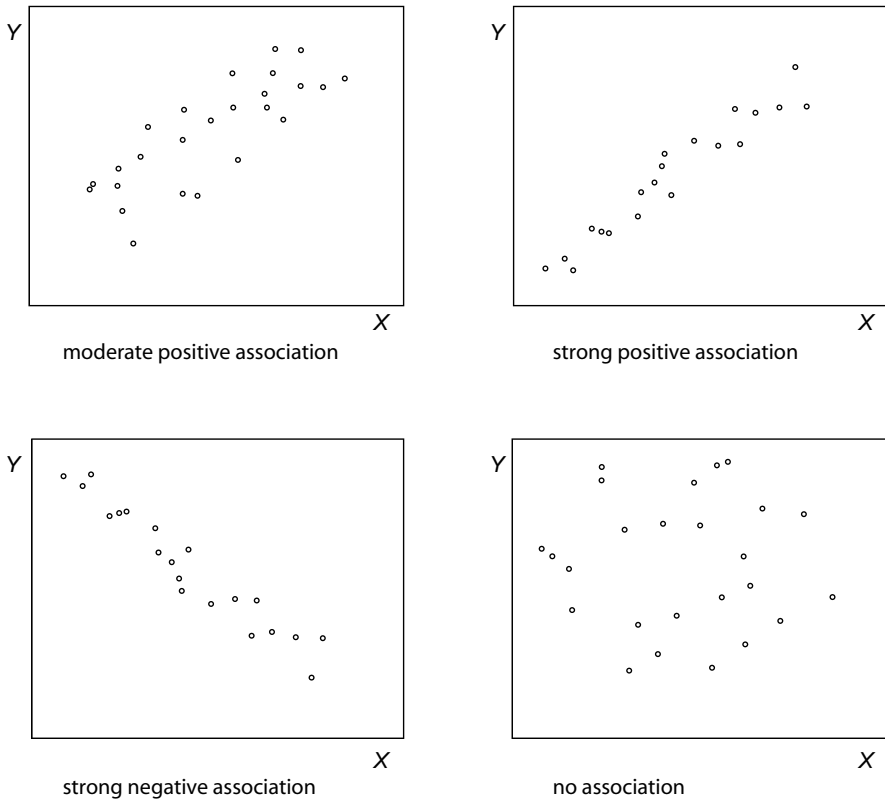 Y
Y
X
X
moderate positive association
strong positive association
Y
Y
X
X
strong negative association
no association